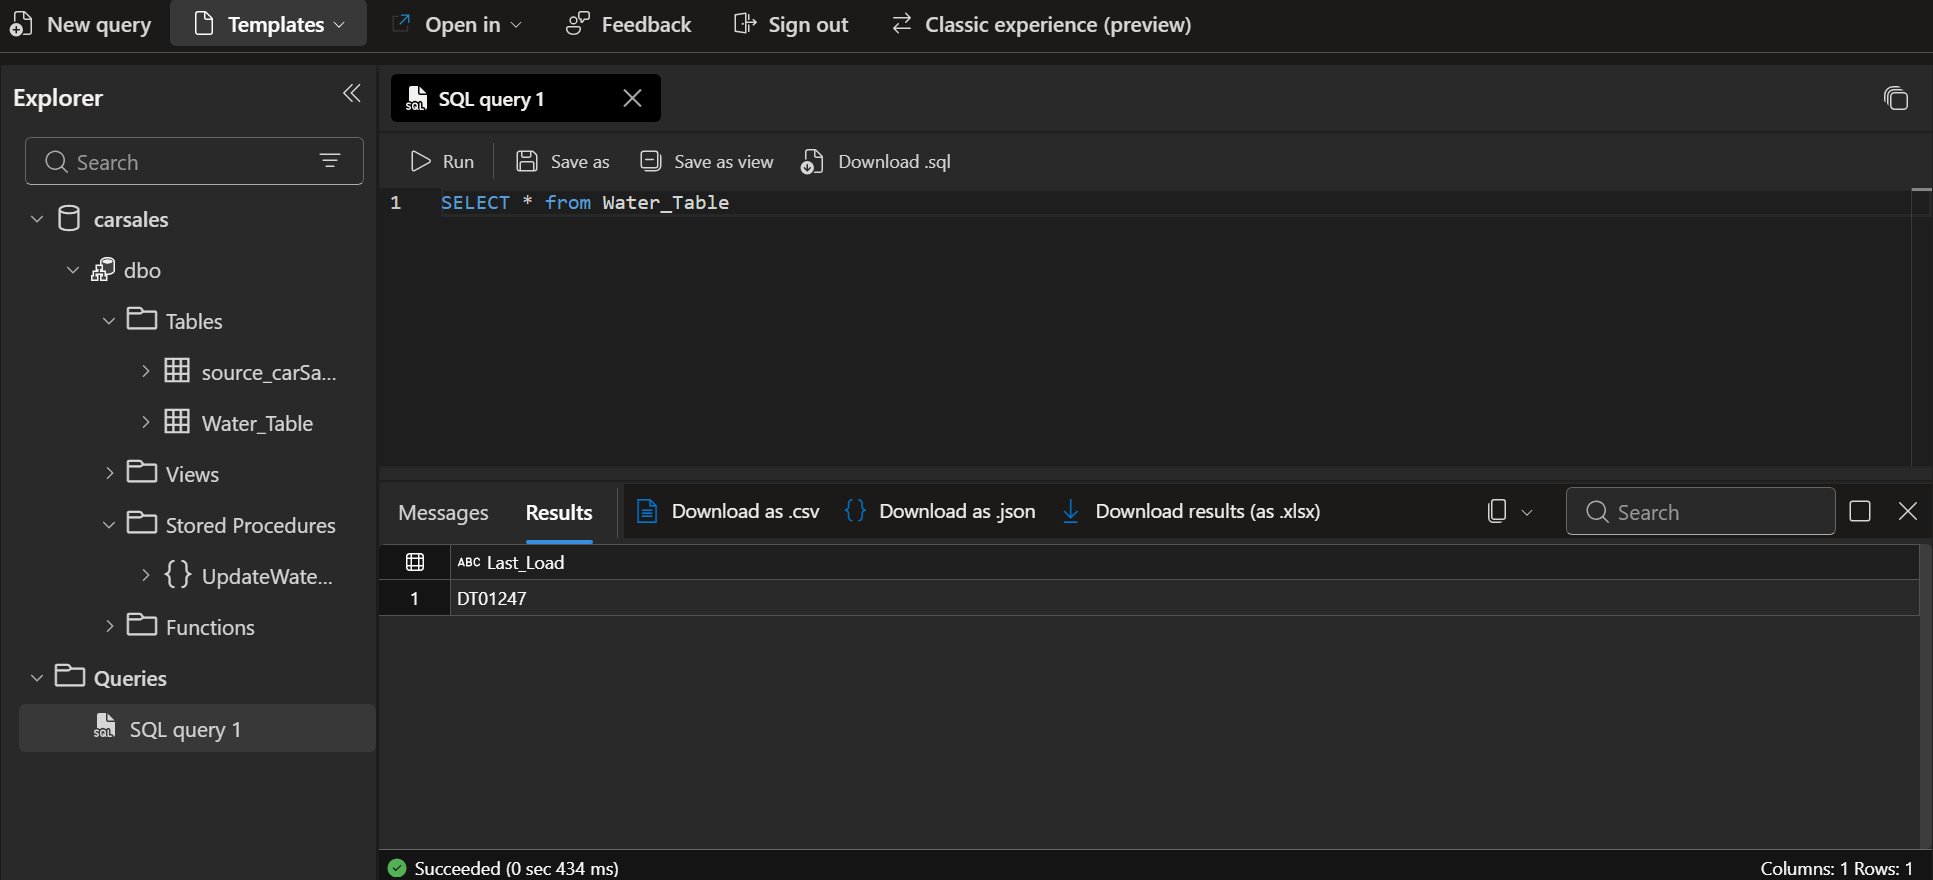 New query
Templates
Open in
Feedback
Sign out
Classic experience (preview)
Explorer
Search
carsales
dbo
Tables
source_carSa...
Water_Table
Views
Stored Procedures
UpdateWate...
Functions
Queries
SQL query 1
SQL query 1
Run
Save as
Save as view
Download .sql
1 SELECT * from Water_Table
Messages
Results
Download as .csv
Download as .json
Download results (as .xlsx)
Search
ABC Last_Load
1 DT01247
Succeeded (0 sec 434 ms)
Columns: 1 Rows: 1